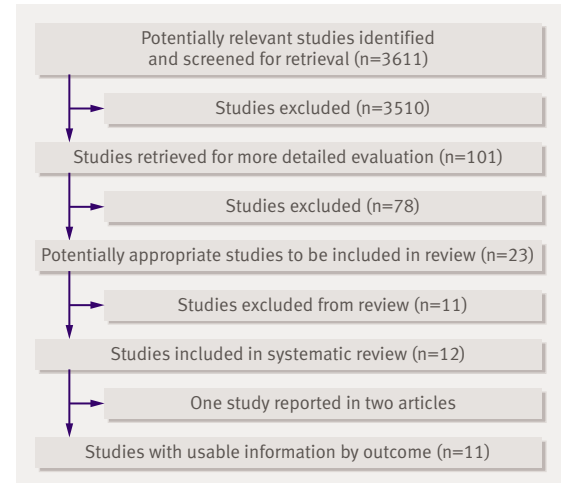 Potentially relevant studies identified
and screened for retrieval (n=3611)
Studies excluded (n=3510)
Studies retrieved for more detailed evaluation (n=101)
Studies excluded (n=78)
Potentially appropriate studies to be included in review (n=23)
Studies excluded from review (n=11)
Studies included in systematic review (n=12)
One study reported in two articles
Studies with usable information by outcome (n=11)